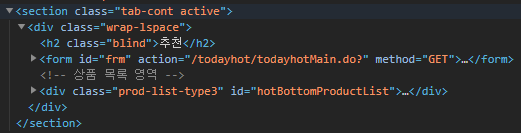 ▼<section class="tab-cont active">
▼<div class="wrap-lspace">
<h2 class="blind">추천</h2>
▶<form id="frm" action="/todayhot/todayhotMain.do?" method="GET">…</form>
<!-- 상품 목록 영역 -->
▶<div class="prod-list-type3" id="hotBottomProductList">…</div>
</div>
</section>